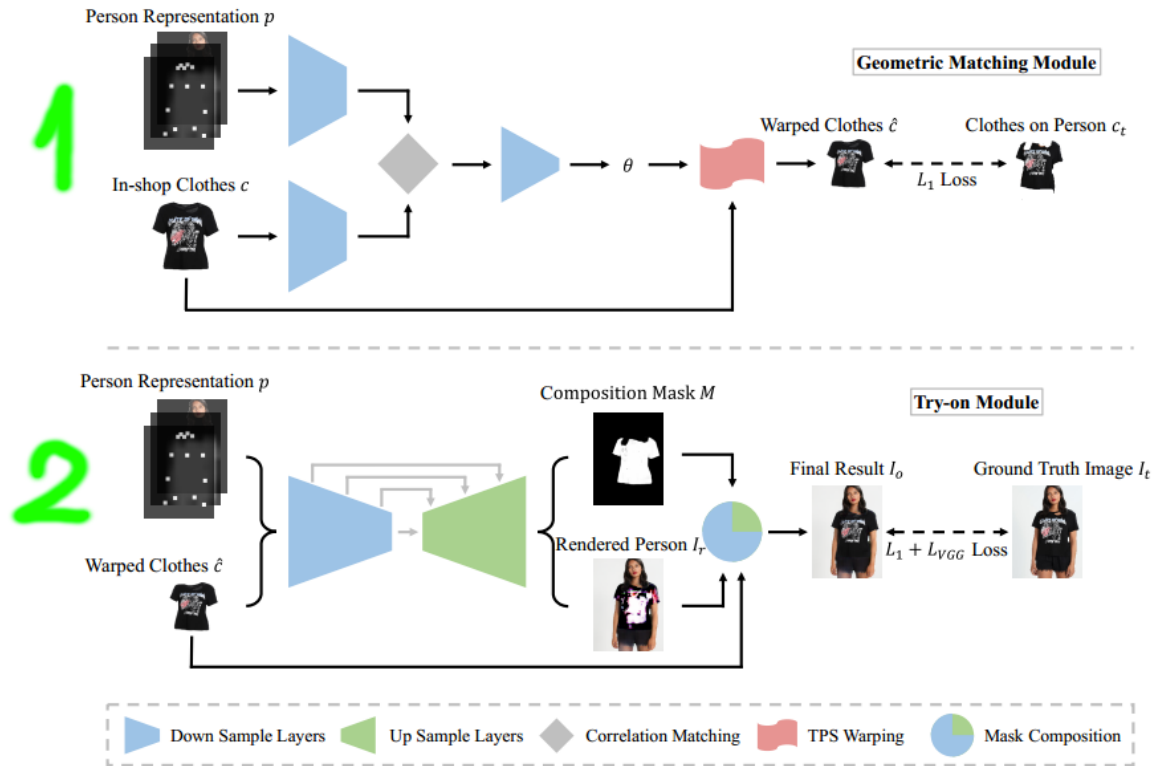 1
Person Representation p
Geometric Matching Module
Warped Clothes ĉ
Clothes on Person c_t
In-shop Clothes c
θ
L_1 Loss
2
Person Representation p
Composition Mask M
Try-on Module
Final Result I_o
Ground Truth Image I_t
Rendered Person I_r
L_1 + L_VGG Loss
Warped Clothes ĉ
Down Sample Layers
Up Sample Layers
Correlation Matching
TPS Warping
Mask Composition